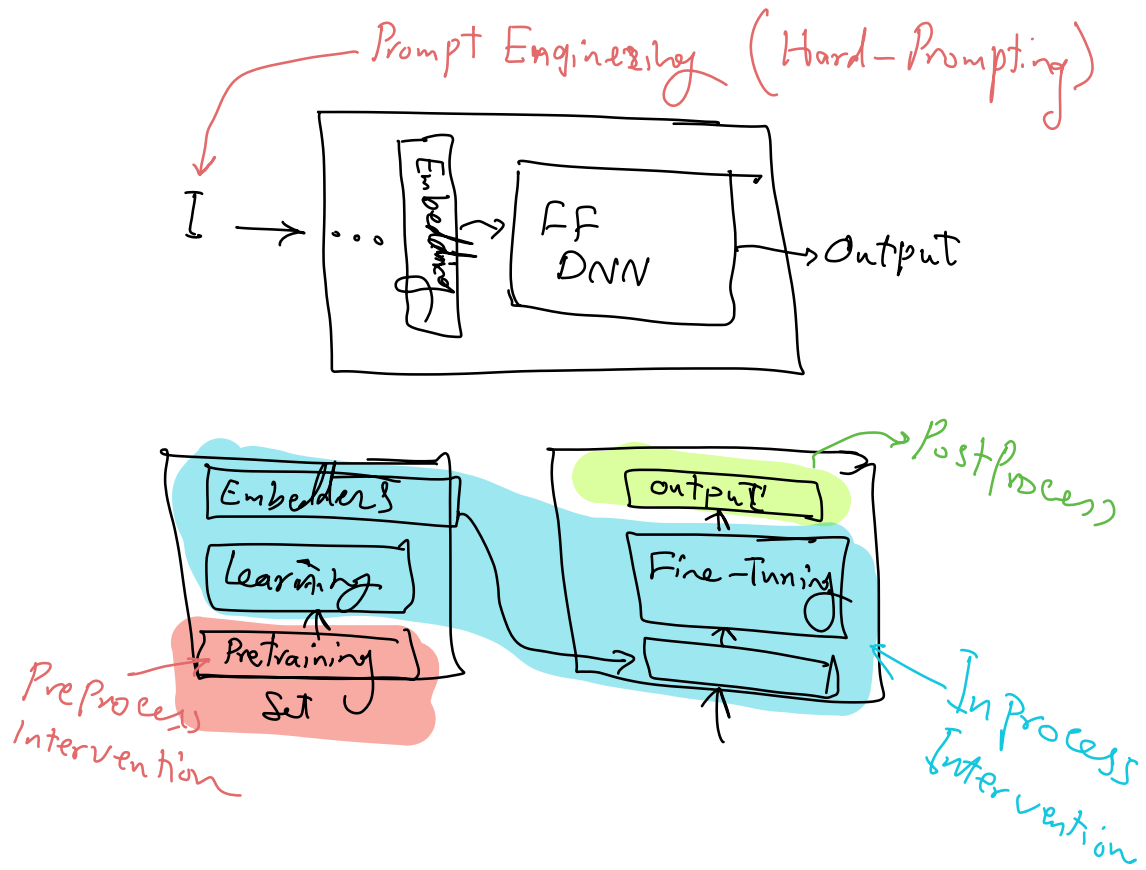 Prompt Engineering (Hard-Prompting)
I
...
Embedding
FF
DNN
Output
Embedders
Learning
Pretraining
Set
Preprocess
Intervention
output
Fine-Tuning
PostProcess
InProcess
Intervention